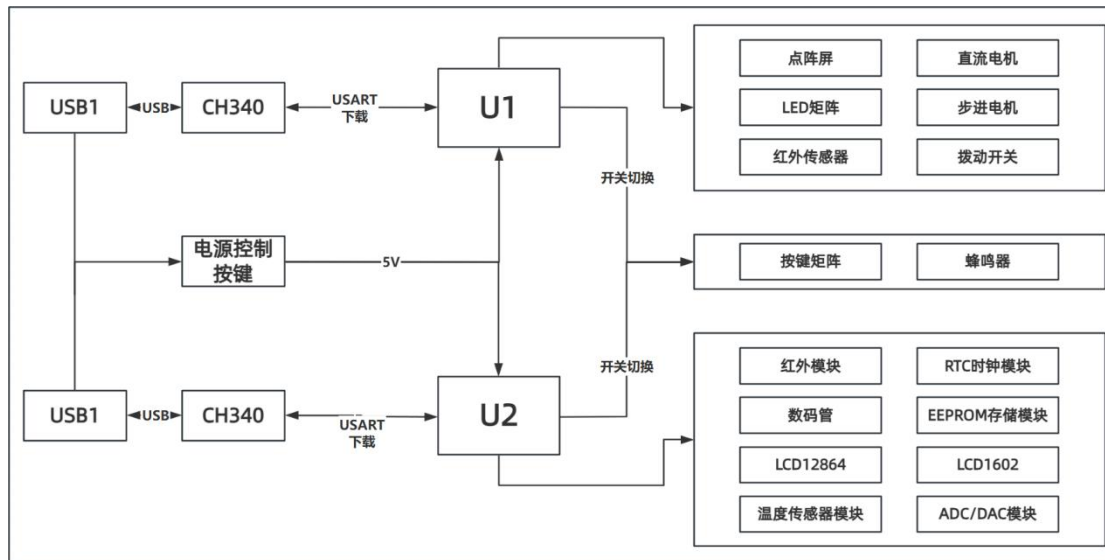 点阵屏
直流电机
USB1
USB
CH340
USART
下载
U1
LED矩阵
步进电机
红外传感器
拨动开关
开关切换
电源控制
按键
5V
按键矩阵
蜂鸣器
开关切换
红外模块
RTC时钟模块
USB1
USB
CH340
USART
下载
U2
数码管
EEPROM存储模块
LCD12864
LCD1602
温度传感器模块
ADC/DAC模块